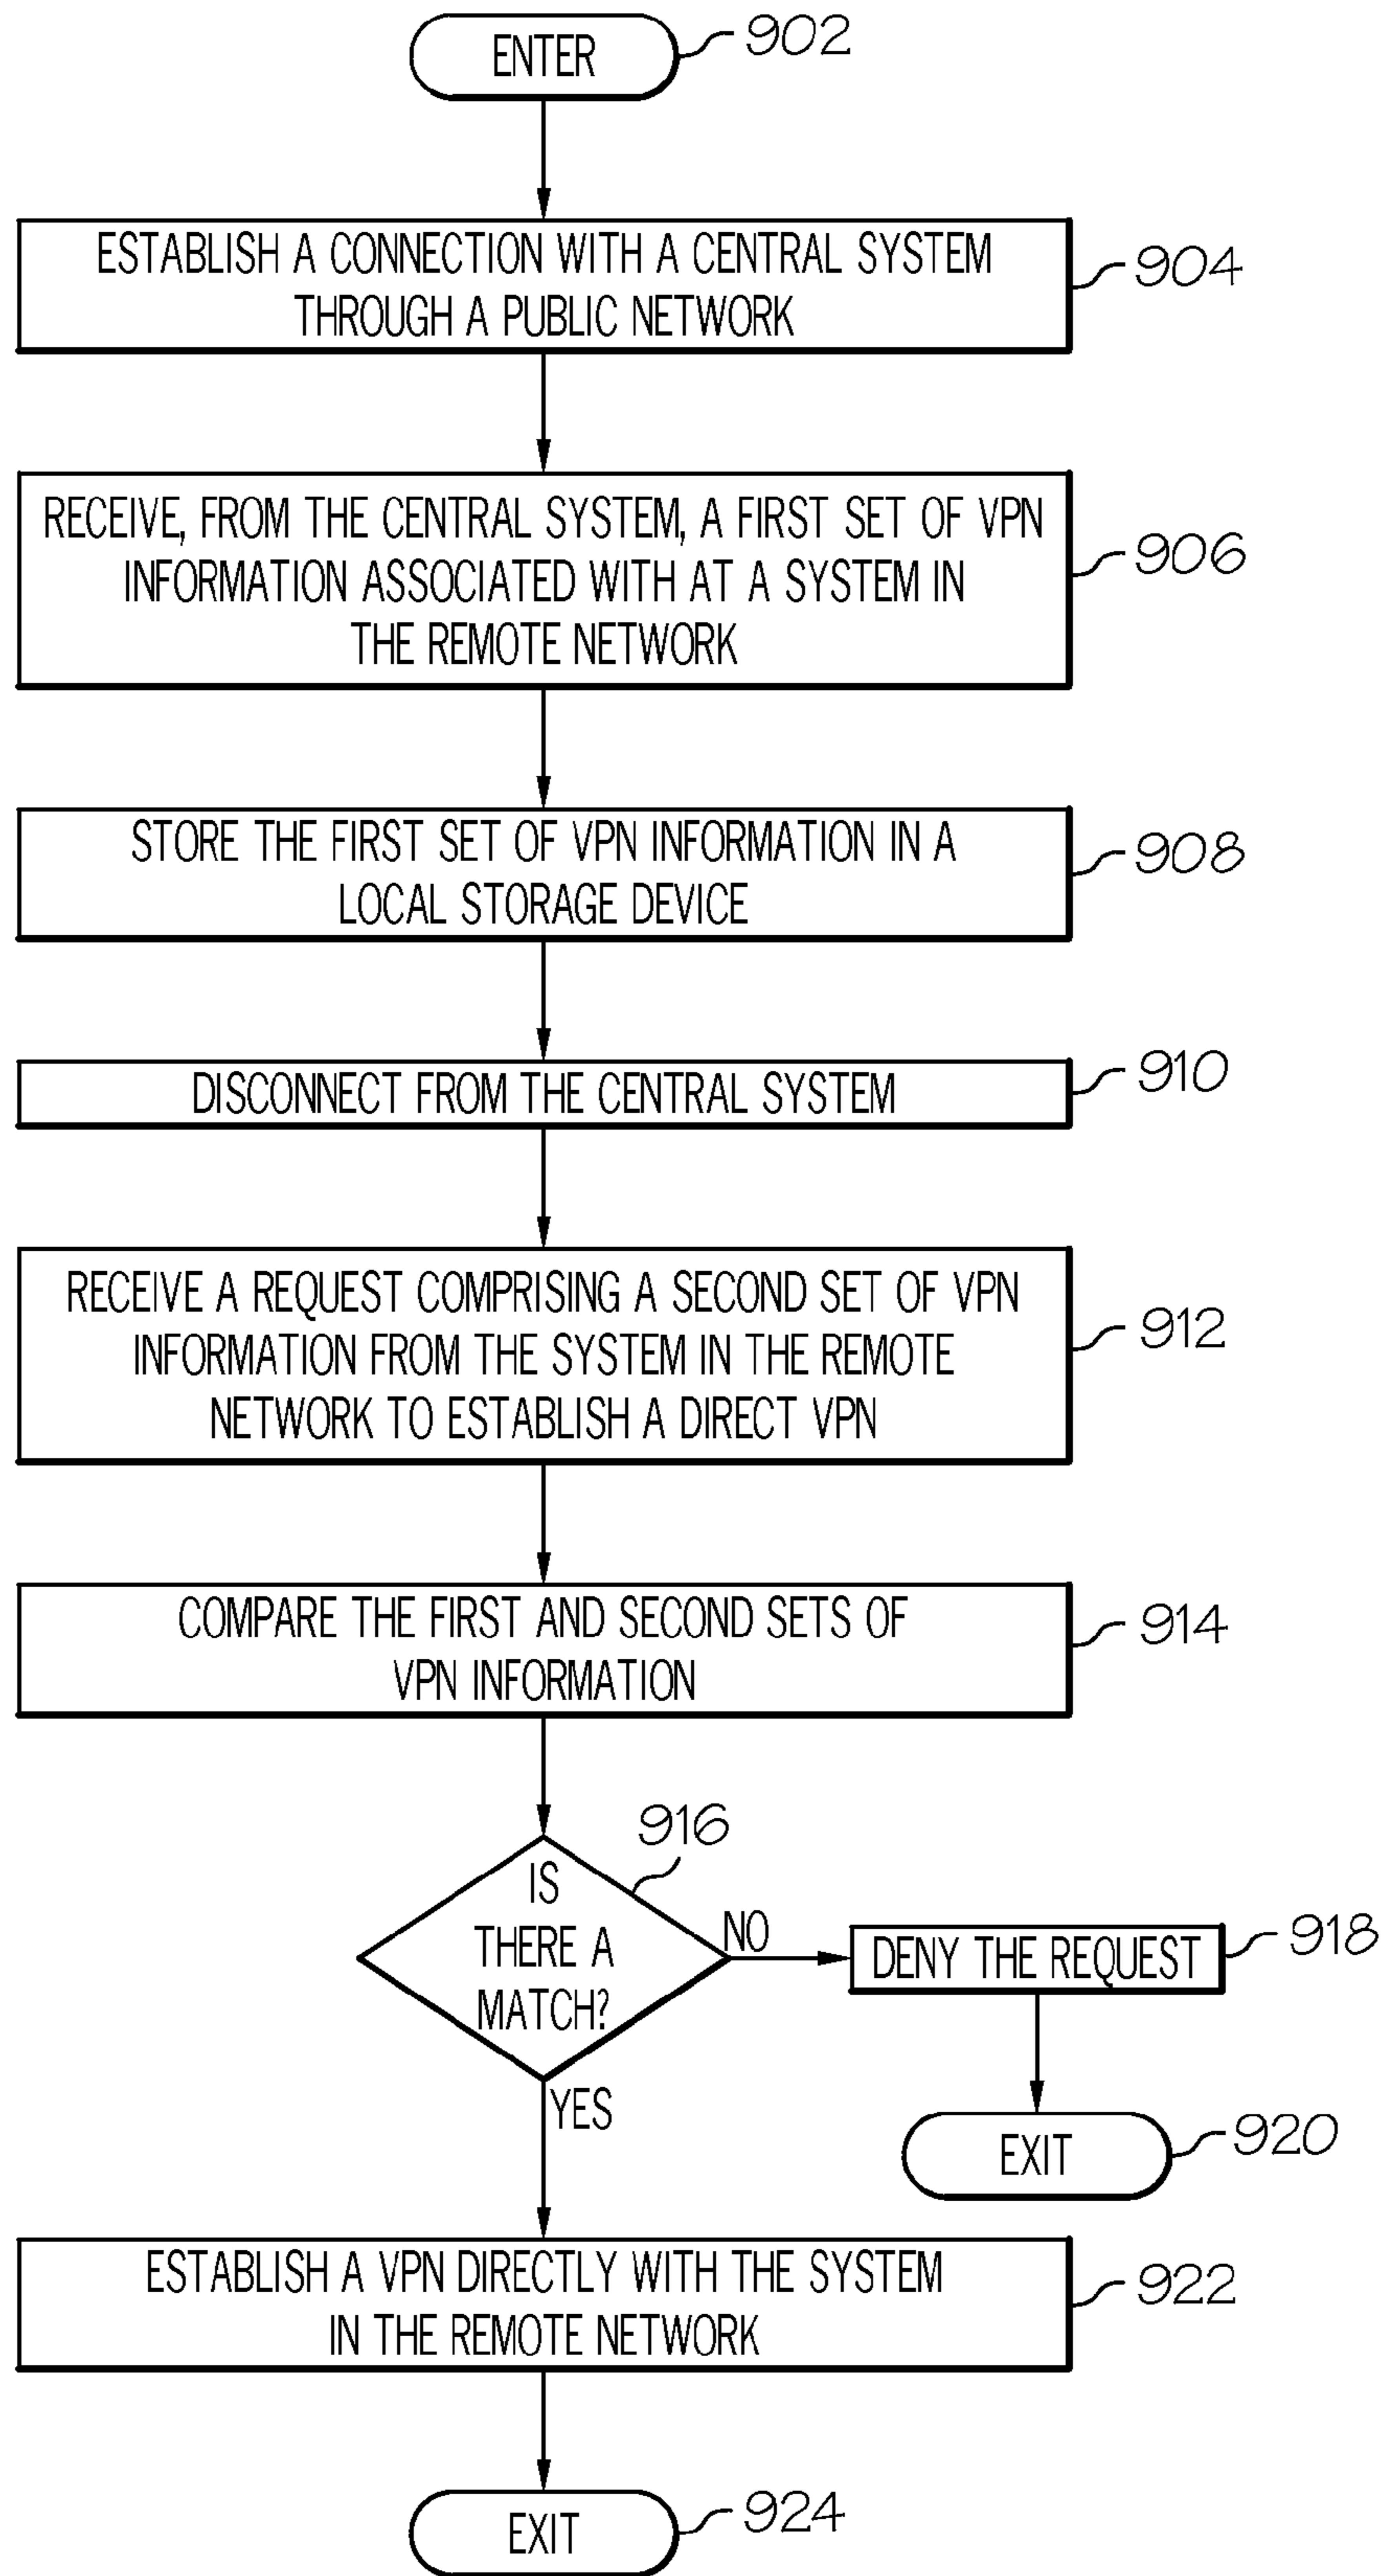 ENTER
902
ESTABLISH A CONNECTION WITH A CENTRAL SYSTEM
THROUGH A PUBLIC NETWORK
904
RECEIVE, FROM THE CENTRAL SYSTEM, A FIRST SET OF VPN
INFORMATION ASSOCIATED WITH AT A SYSTEM IN
THE REMOTE NETWORK
906
STORE THE FIRST SET OF VPN INFORMATION IN A
LOCAL STORAGE DEVICE
908
DISCONNECT FROM THE CENTRAL SYSTEM
910
RECEIVE A REQUEST COMPRISING A SECOND SET OF VPN
INFORMATION FROM THE SYSTEM IN THE REMOTE
NETWORK TO ESTABLISH A DIRECT VPN
912
COMPARE THE FIRST AND SECOND SETS OF
VPN INFORMATION
914
916
IS
THERE A
MATCH?
NO
DENY THE REQUEST
918
YES
EXIT
920
ESTABLISH A VPN DIRECTLY WITH THE SYSTEM
IN THE REMOTE NETWORK
922
EXIT
924